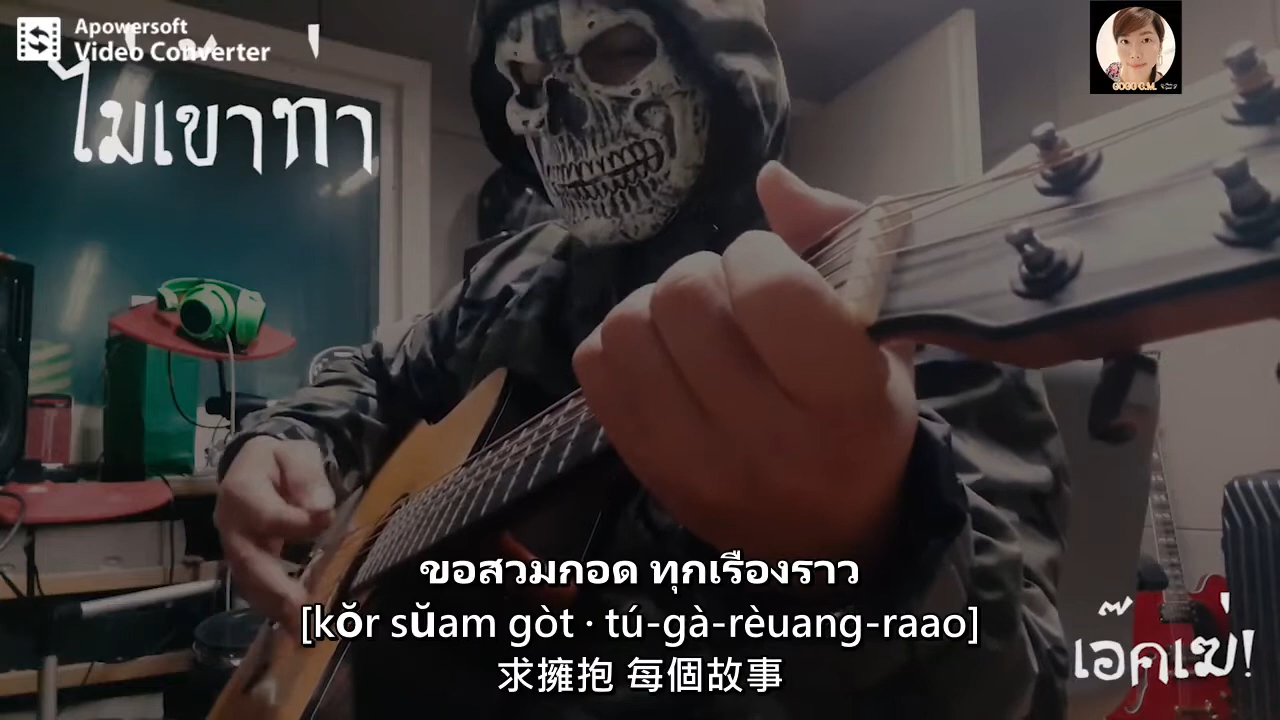 Apowersoft
Video Converter
ไม่เข้าท่า
GOGO C.M.
ขอสวมกอด ทุกเรื่องราว
[kŏr sŭam gòt · tú-gà-rèuang-raao]
求擁抱 每個故事
เอ๊คเฆ่!